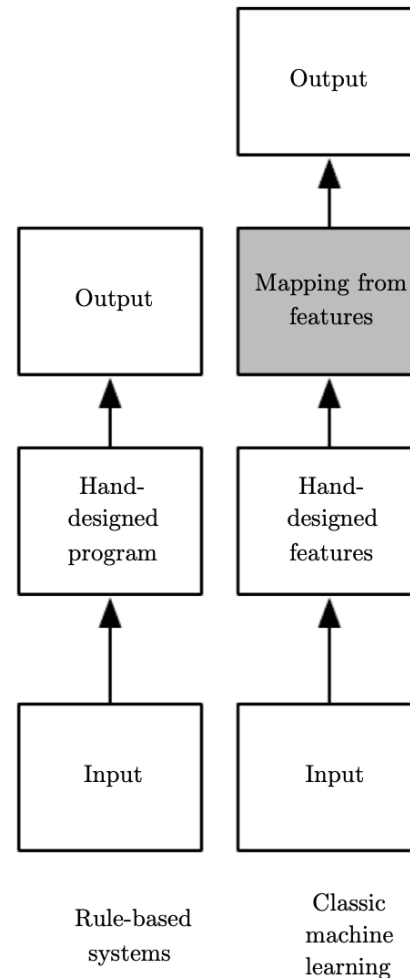 Output
Output
Mapping from
features
Hand-
designed
program
Hand-
designed
features
Input
Input
Rule-based
systems
Classic
machine
learning